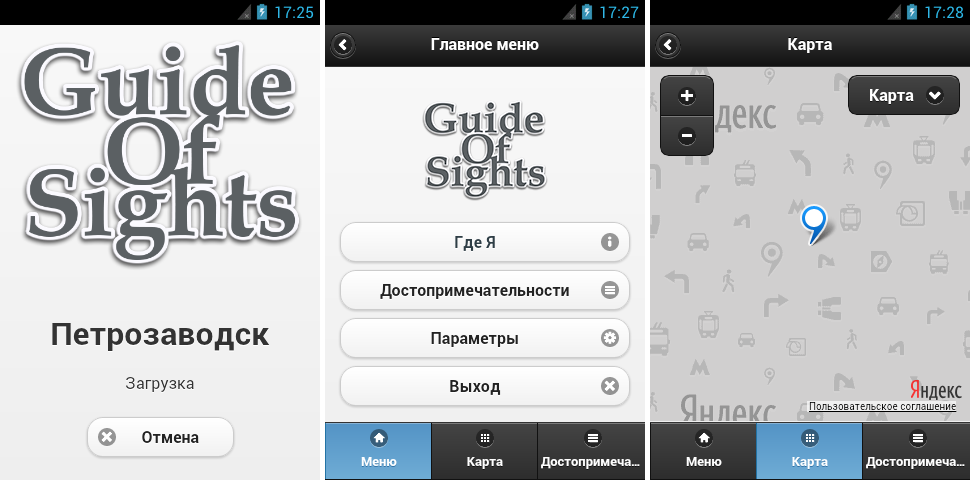 17:25
Guide
Of
Sights
Петрозаводск
Загрузка
Отмена
17:27
Главное меню
Guide
Of
Sights
Где Я
Достопримечательности
Параметры
Выход
Меню
Карта
Достопримеча...
17:28
Карта
Карта
ндекс
Яндекс
Яндекс
Пользовательское соглашение
Меню
Карта
Достопримеча...